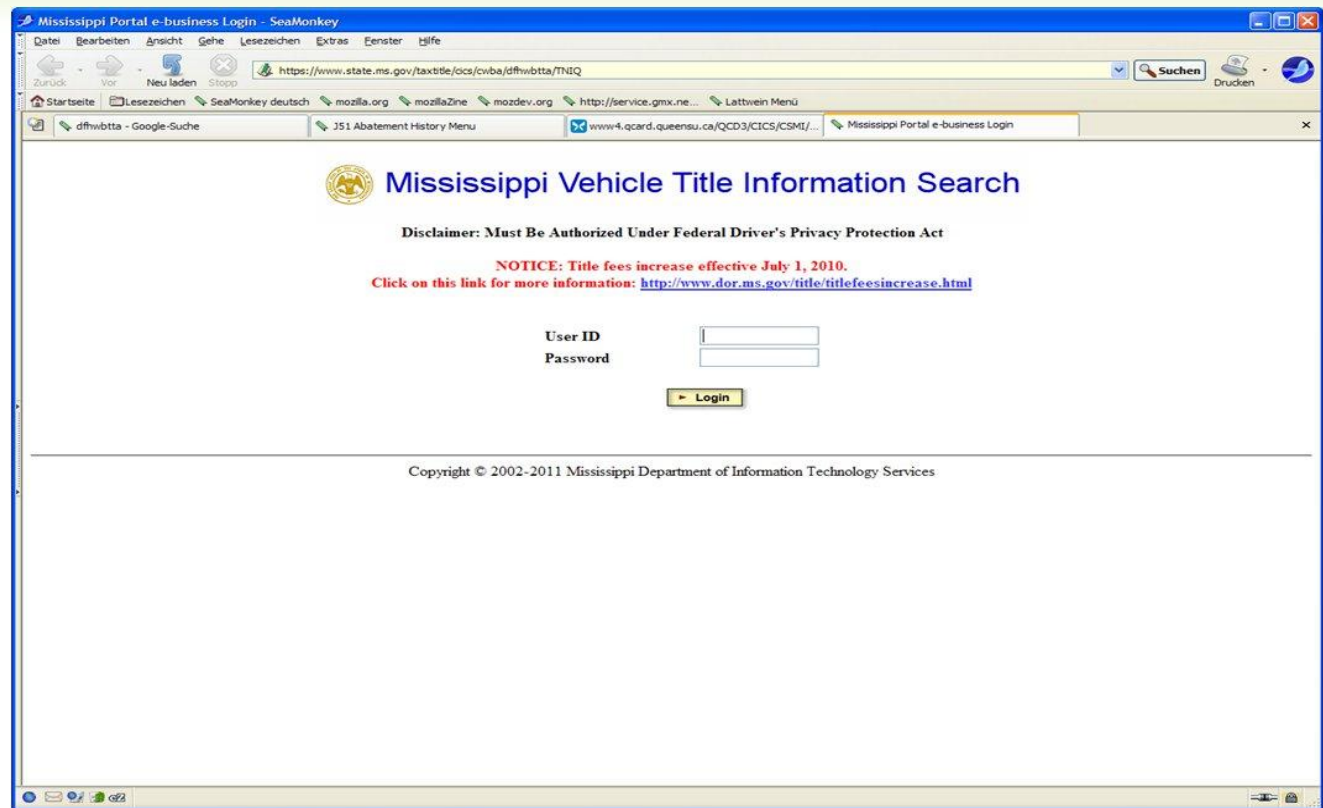 Mississippi Portal e-business Login - SeaMonkey
Datei Bearbeiten Ansicht Gehe Lesezeichen Extras Fenster Hilfe
Zurück Vor Neu laden Stopp https://www.state.ms.gov/taxtitle/cics/cwba/dfhwbtta/TNIQ Suchen Drucken
Startseite Lesezeichen SeaMonkey deutsch mozilla.org mozillaZine mozdev.org http://service.gmx.ne... Lattwein Menü
dfhwbtta - Google-Suche J51 Abatement History Menu www4.qcard.queensu.ca/QCD3/CICS/CSMI/... Mississippi Portal e-business Login
Mississippi Vehicle Title Information Search
Disclaimer: Must Be Authorized Under Federal Driver's Privacy Protection Act
NOTICE: Title fees increase effective July 1, 2010.
Click on this link for more information: http://www.dor.ms.gov/title/titlefeesincrease.html
User ID
Password
Login
Copyright © 2002-2011 Mississippi Department of Information Technology Services